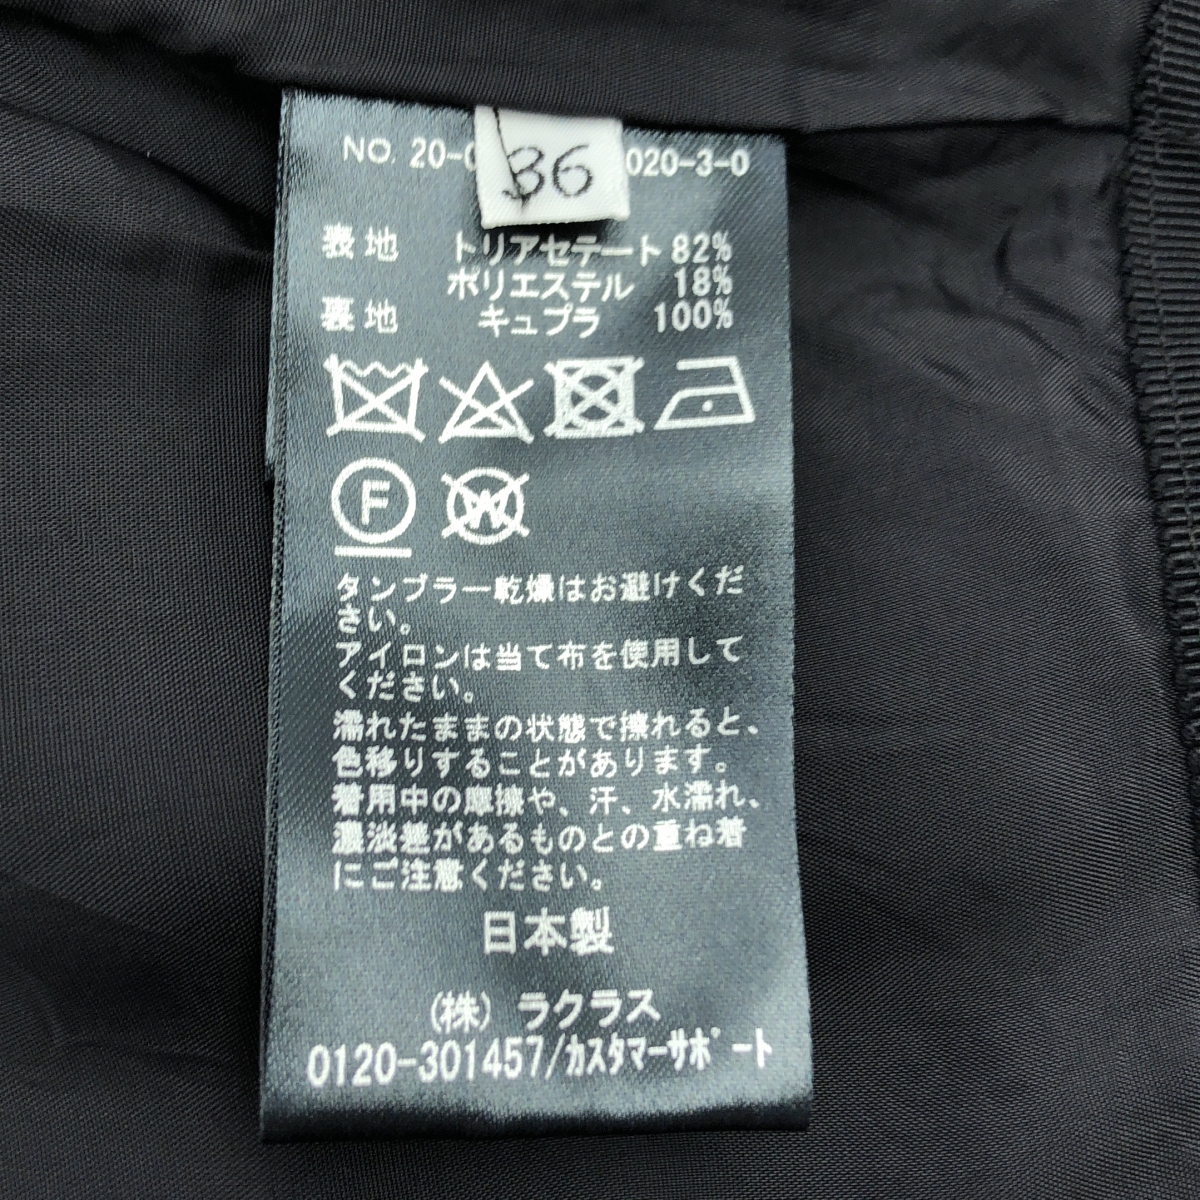 NO. 20-0 020-3-0
36
表地 トリアセテート 82%
ポリエステル 18%
裏地 キュプラ 100%
F W
タンブラー乾燥はお避けくだ
さい。
アイロンは当て布を使用して
ください。
濡れたままの状態で擦れると、
色移りすることがあります。
着用中の摩擦や、汗、水濡れ、
濃淡差があるものとの重ね着
にご注意ください。
日本製
(株) ラクラス
0120-301457/カスタマーサポート